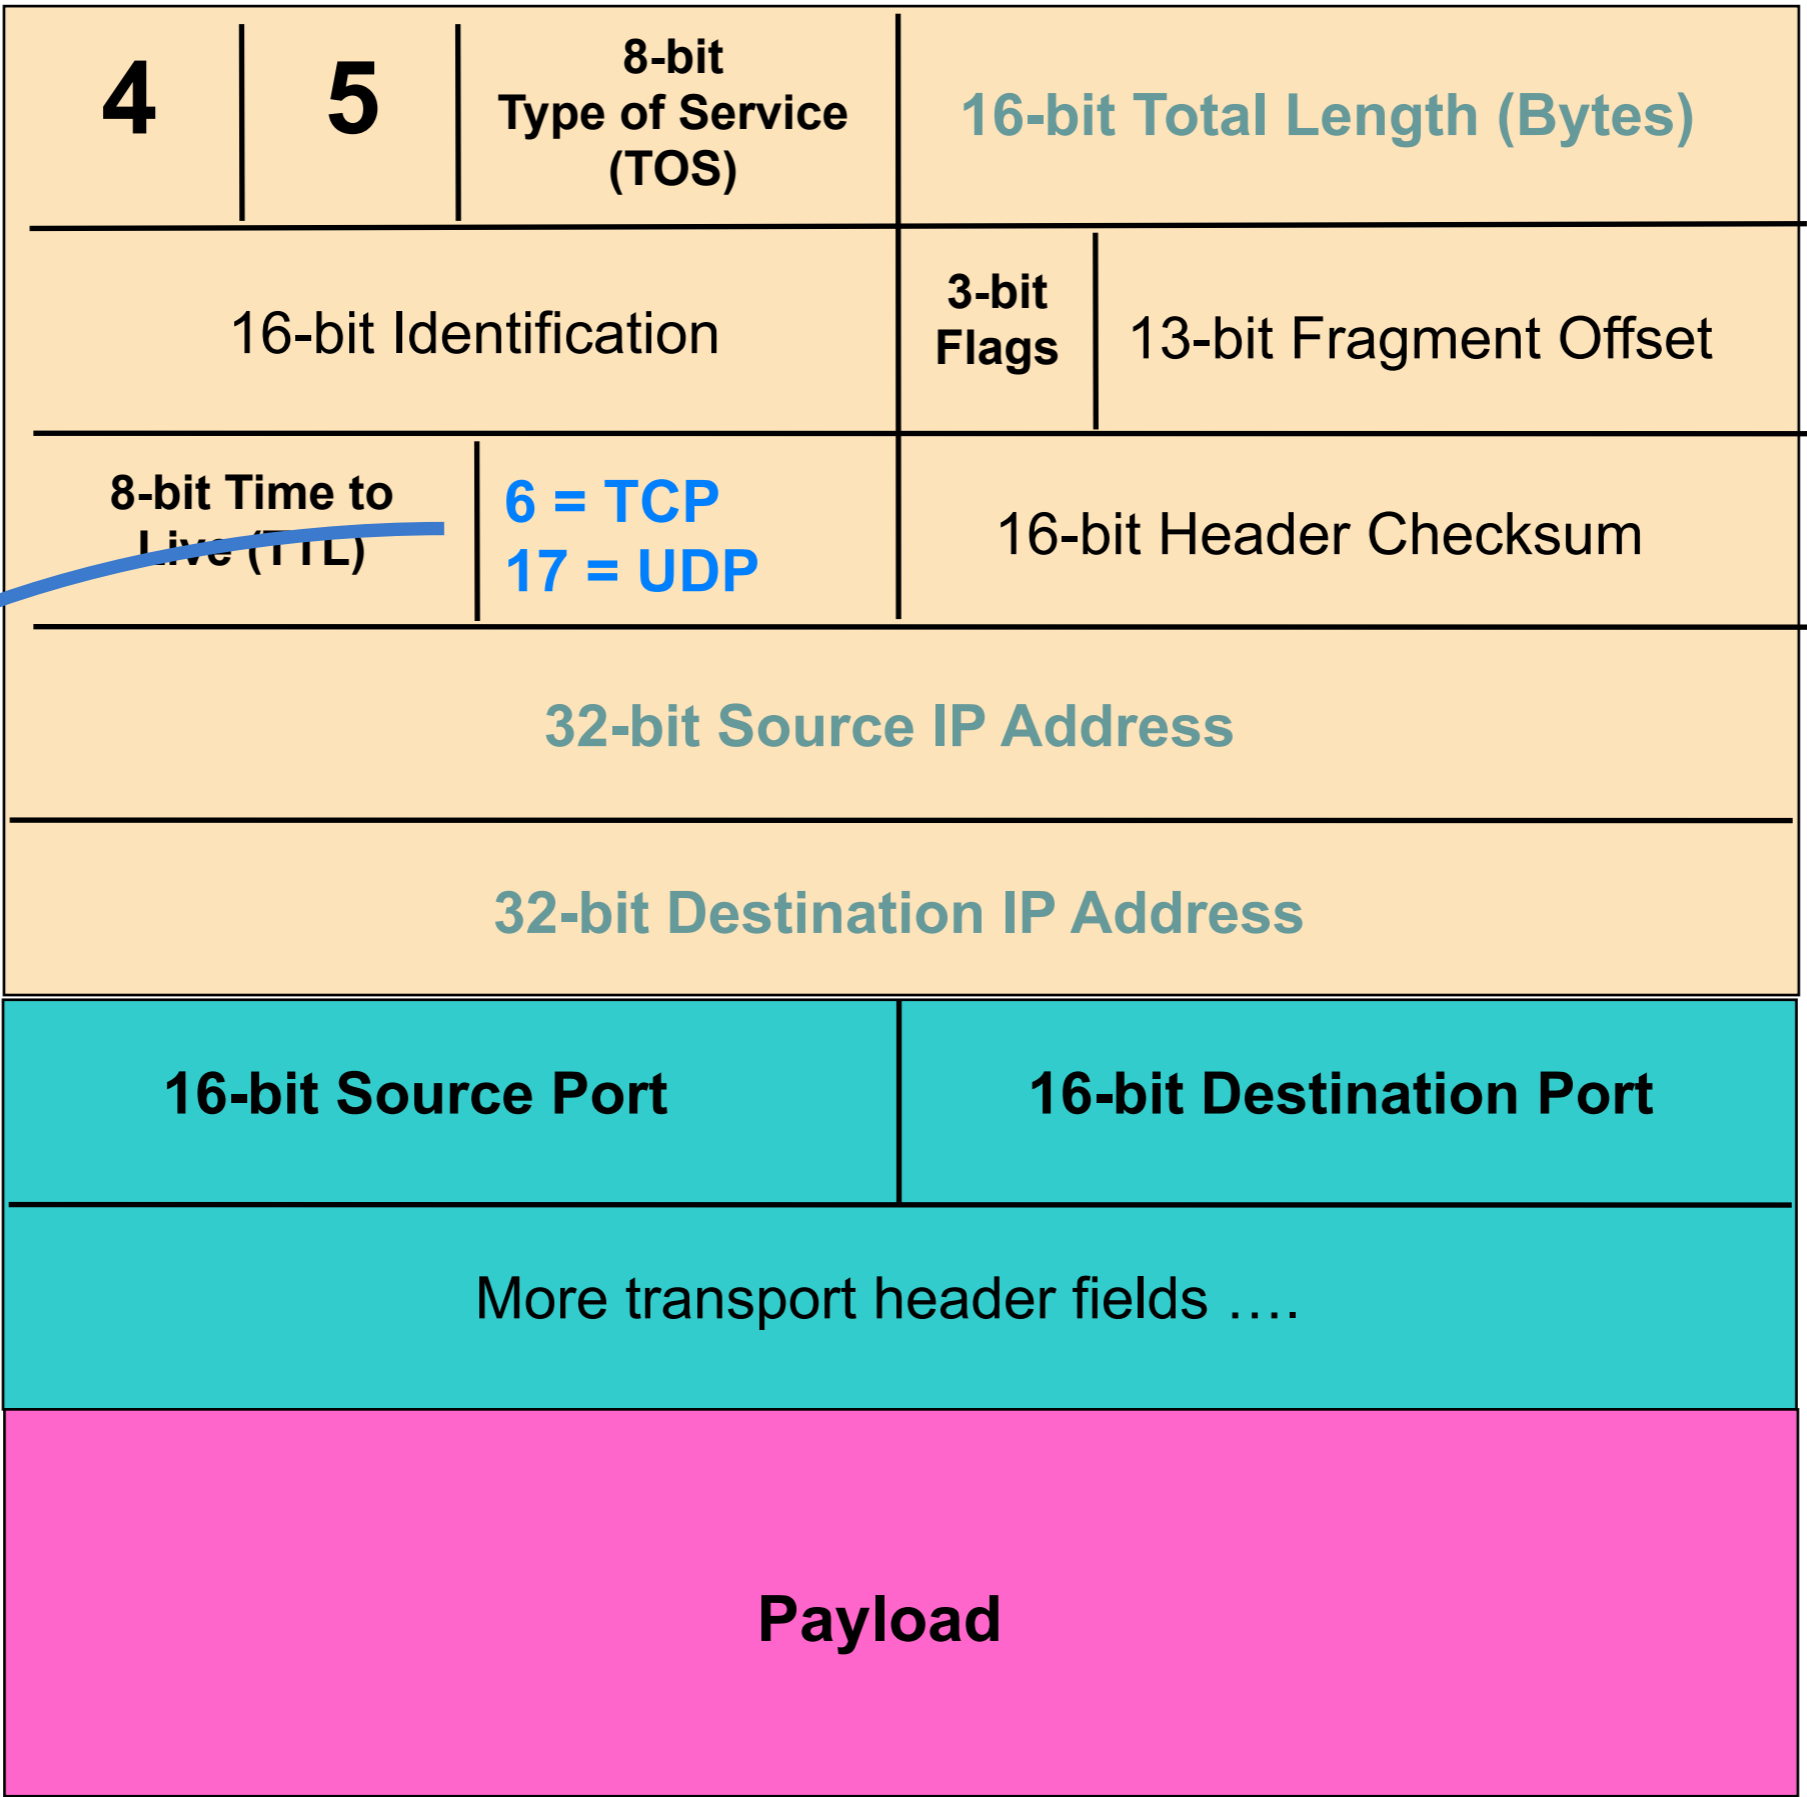 4
5
8-bit
Type of Service
(TOS)
16-bit Total Length (Bytes)
16-bit Identification
3-bit
Flags
13-bit Fragment Offset
8-bit Time to
Live (TTL)
6 = TCP
17 = UDP
16-bit Header Checksum
32-bit Source IP Address
32-bit Destination IP Address
16-bit Source Port
16-bit Destination Port
More transport header fields ….
Payload